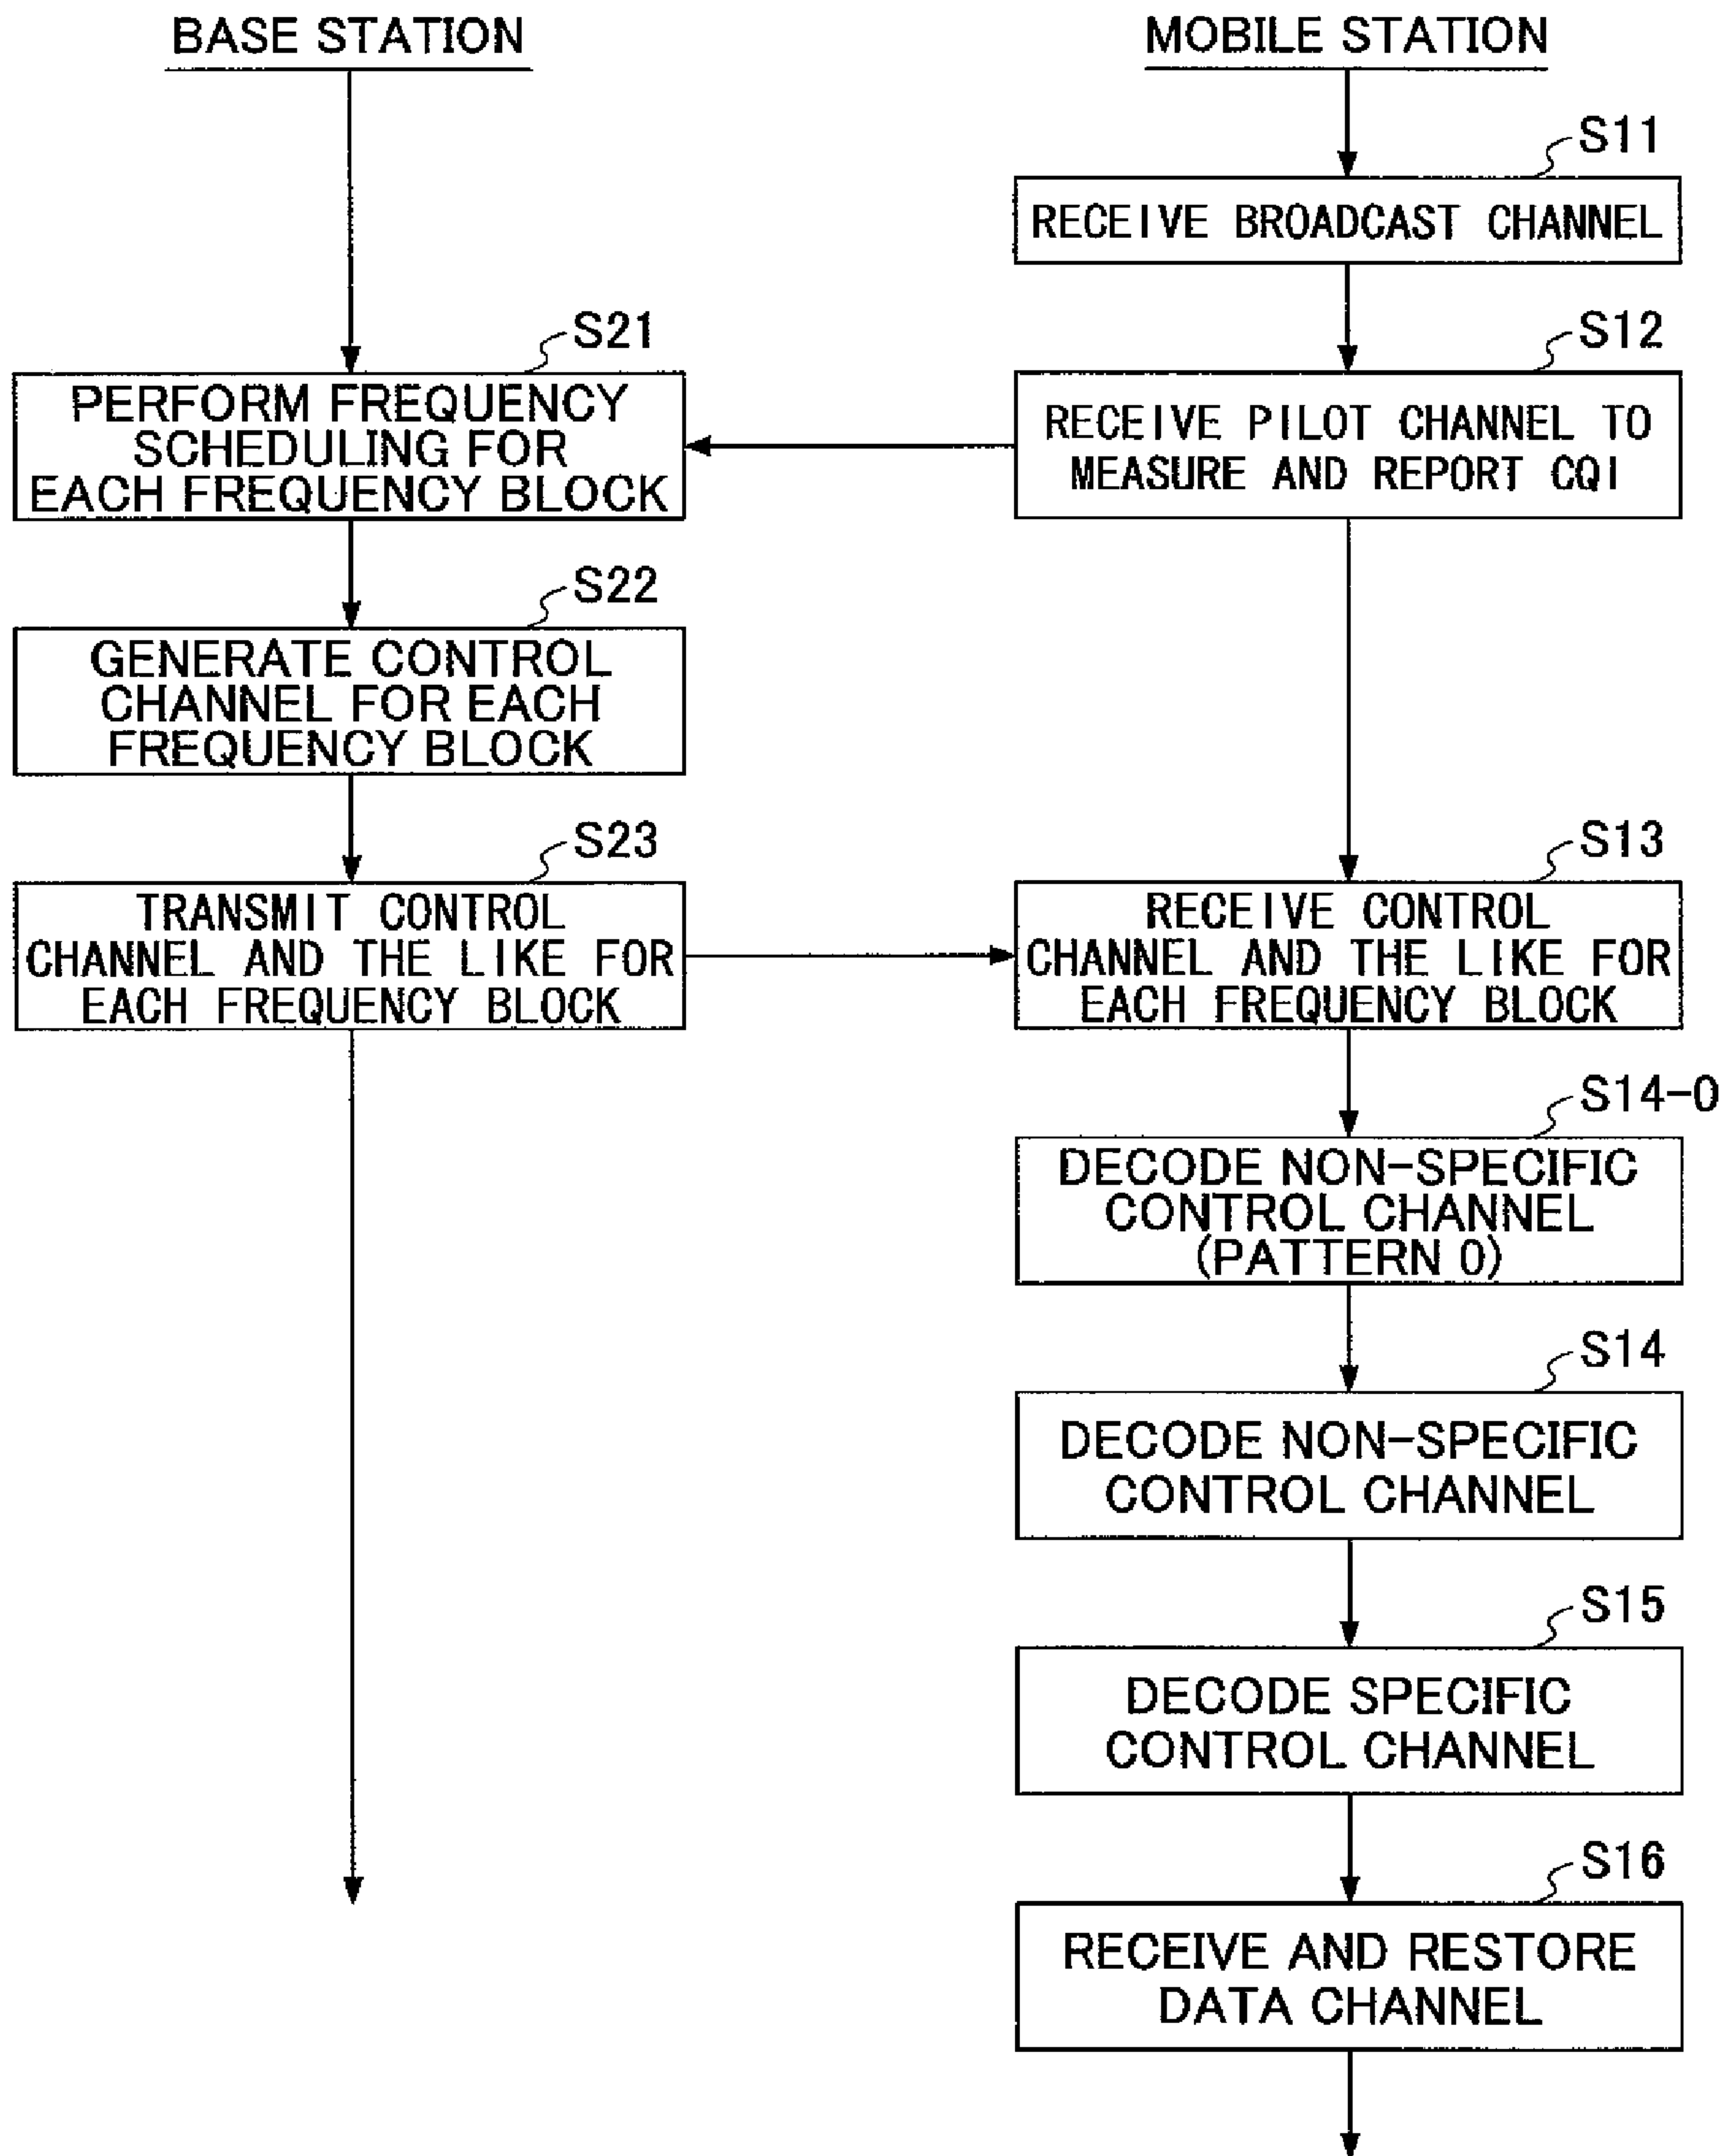 BASE STATION
MOBILE STATION
S11
RECEIVE BROADCAST CHANNEL
S21
PERFORM FREQUENCY
SCHEDULING FOR
EACH FREQUENCY BLOCK
S12
RECEIVE PILOT CHANNEL TO
MEASURE AND REPORT CQI
S22
GENERATE CONTROL
CHANNEL FOR EACH
FREQUENCY BLOCK
S23
TRANSMIT CONTROL
CHANNEL AND THE LIKE FOR
EACH FREQUENCY BLOCK
S13
RECEIVE CONTROL
CHANNEL AND THE LIKE FOR
EACH FREQUENCY BLOCK
S14-0
DECODE NON-SPECIFIC
CONTROL CHANNEL
(PATTERN 0)
S14
DECODE NON-SPECIFIC
CONTROL CHANNEL
S15
DECODE SPECIFIC
CONTROL CHANNEL
S16
RECEIVE AND RESTORE
DATA CHANNEL